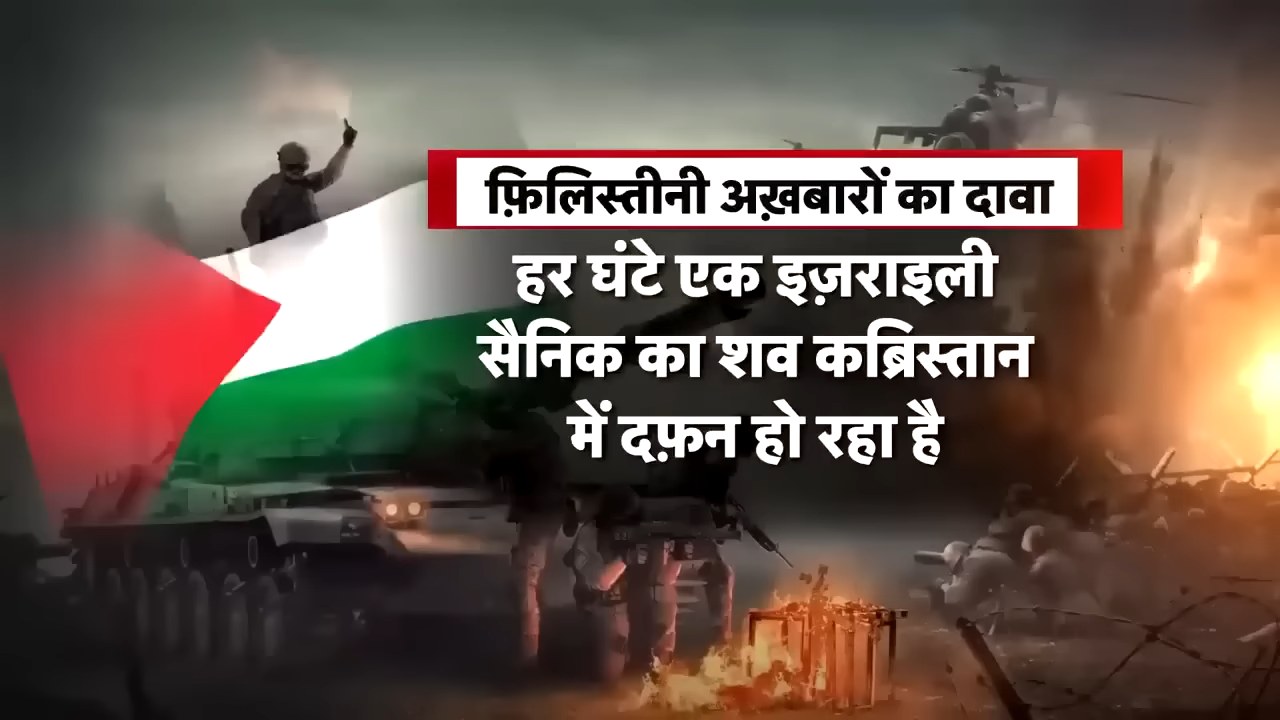 फ़िलिस्तीनी अख़बारों का दावा
हर घंटे एक इज़राइली
सैनिक का शव कब्रिस्तान
में दफ़न हो रहा है